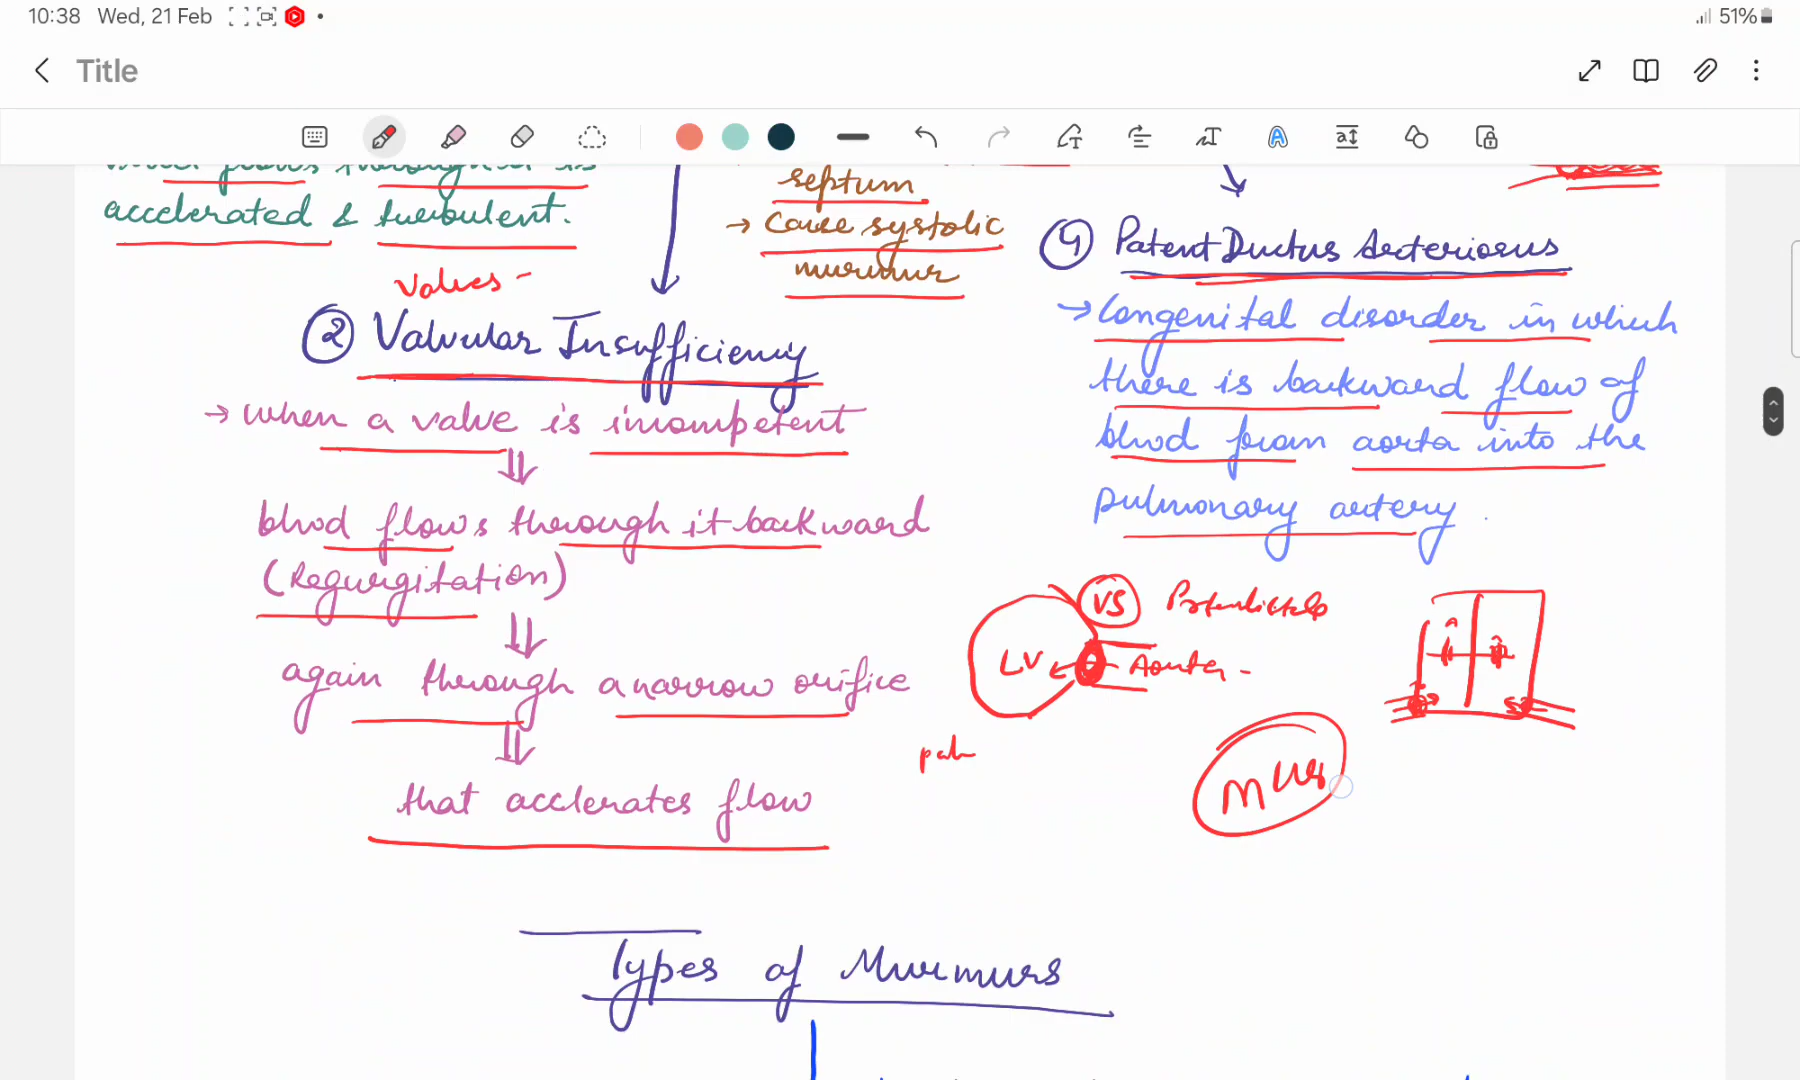 10:38 Wed, 21 Feb
51%
Title
accelerated & turbulent.
valves -
② Valvular Insufficiency
→ when a valve is incompetent
blood flows through it backward
(Regurgitation)
again through a narrow orifice
that acclerates flow
septum
→ Cause systolic
murmur
④ Patent Ductus Arteriosus
→ Congenital disorder in which
there is backward flow of
blood from aorta into the
pulmonary artery.
VS
LV
Aorta -
Types of Murmurs